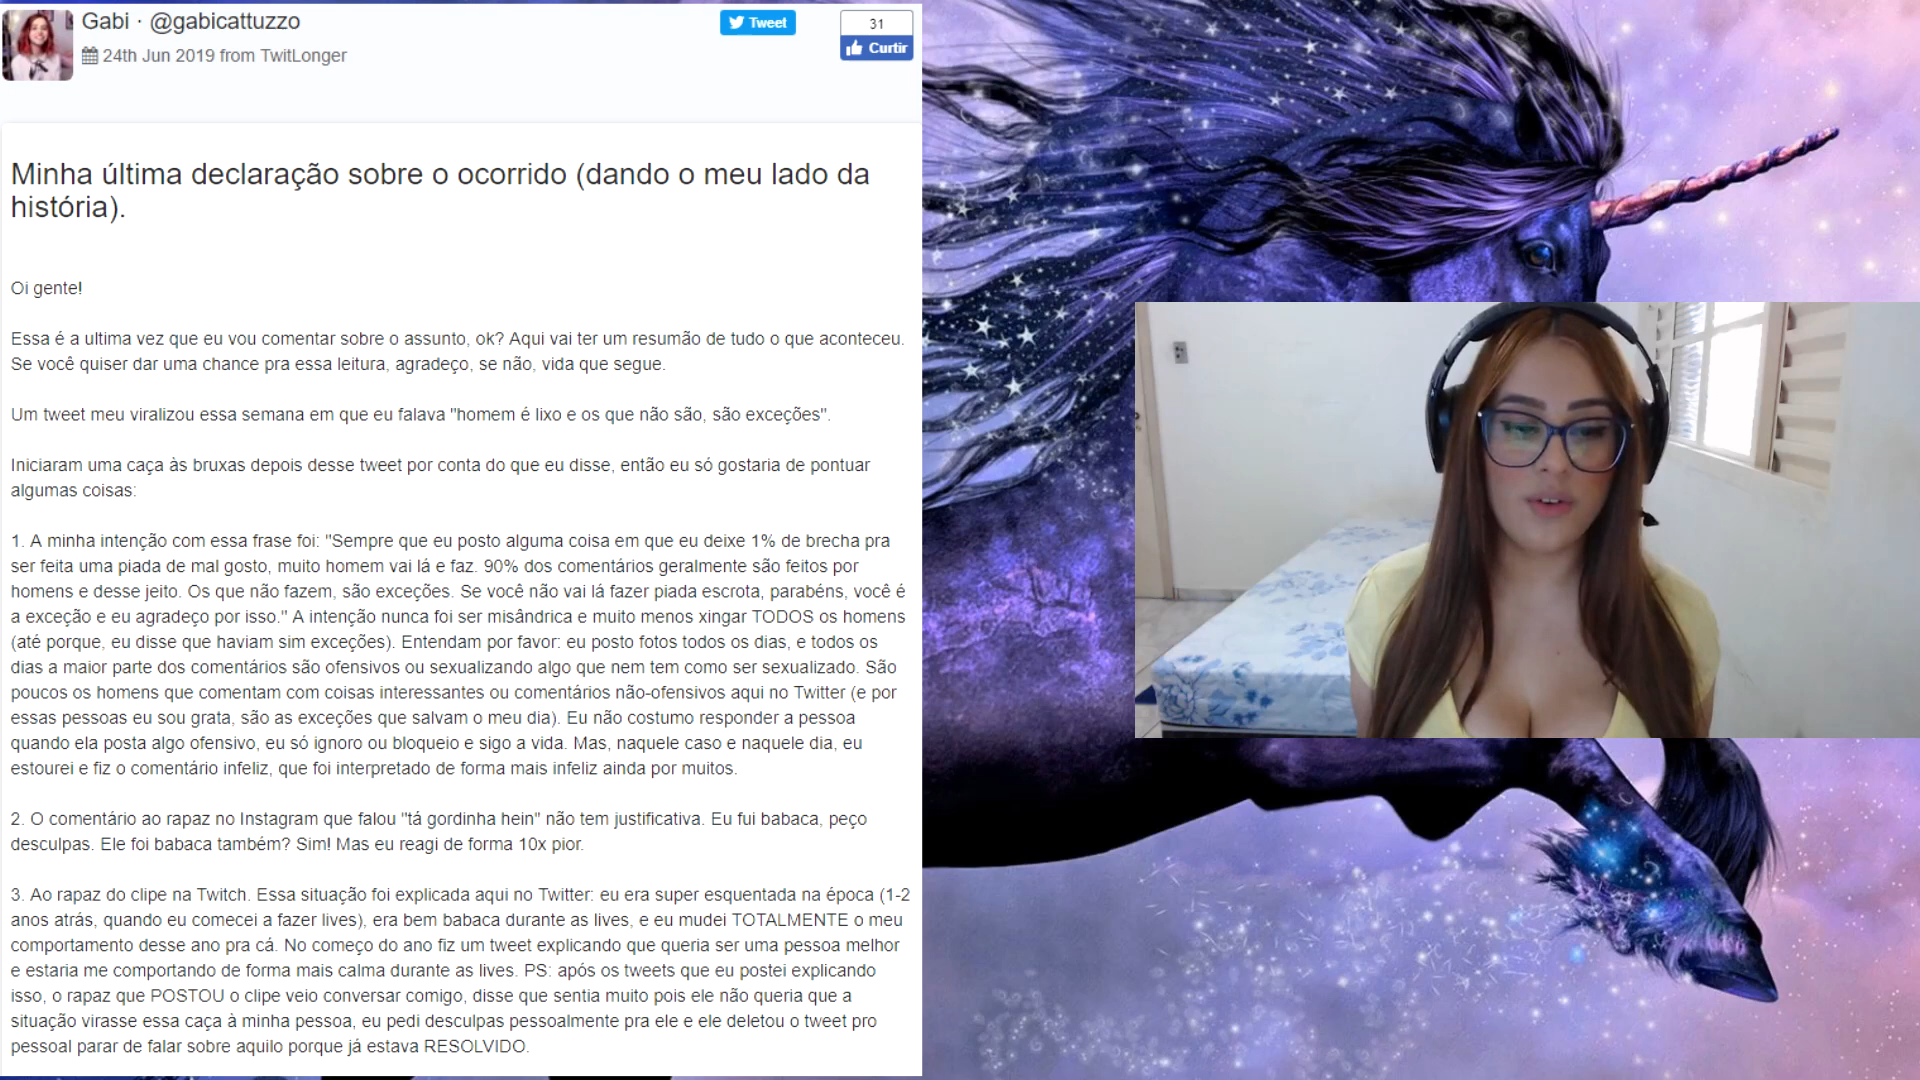 Gabi · @gabicattuzzo
Tweet
31
Curtir
24th Jun 2019 from TwitLonger
Minha última declaração sobre o ocorrido (dando o meu lado da
história).
Oi gente!
Essa é a ultima vez que eu vou comentar sobre o assunto, ok? Aqui vai ter um resumão de tudo o que aconteceu.
Se você quiser dar uma chance pra essa leitura, agradeço, se não, vida que segue.
Um tweet meu viralizou essa semana em que eu falava "homem é lixo e os que não são, são exceções".
Iniciaram uma caça às bruxas depois desse tweet por conta do que eu disse, então eu só gostaria de pontuar
algumas coisas:
1. A minha intenção com essa frase foi: "Sempre que eu posto alguma coisa em que eu deixe 1% de brecha pra
ser feita uma piada de mal gosto, muito homem vai lá e faz. 90% dos comentários geralmente são feitos por
homens e desse jeito. Os que não fazem, são exceções. Se você não vai lá fazer piada escrota, parabéns, você é
a exceção e eu agradeço por isso." A intenção nunca foi ser misândrica e muito menos xingar TODOS os homens
(até porque, eu disse que haviam sim exceções). Entendam por favor: eu posto fotos todos os dias, e todos os
dias a maior parte dos comentários são ofensivos ou sexualizando algo que nem tem como ser sexualizado. São
poucos os homens que comentam com coisas interessantes ou comentários não-ofensivos aqui no Twitter (e por
essas pessoas eu sou grata, são as exceções que salvam o meu dia). Eu não costumo responder a pessoa
quando ela posta algo ofensivo, eu só ignoro ou bloqueio e sigo a vida. Mas, naquele caso e naquele dia, eu
estourei e fiz o comentário infeliz, que foi interpretado de forma mais infeliz ainda por muitos.
2. O comentário ao rapaz no Instagram que falou "tá gordinha hein" não tem justificativa. Eu fui babaca, peço
desculpas. Ele foi babaca também? Sim! Mas eu reagi de forma 10x pior.
3. Ao rapaz do clipe na Twitch. Essa situação foi explicada aqui no Twitter: eu era super esquentada na época (1-2
anos atrás, quando eu comecei a fazer lives), era bem babaca durante as lives, e eu mudei TOTALMENTE o meu
comportamento desse ano pra cá. No começo do ano fiz um tweet explicando que queria ser uma pessoa melhor
e estaria me comportando de forma mais calma durante as lives. PS: após os tweets que eu postei explicando
isso, o rapaz que POSTOU o clipe veio conversar comigo, disse que sentia muito pois ele não queria que a
situação virasse essa caça à minha pessoa, eu pedi desculpas pessoalmente pra ele e ele deletou o tweet pro
pessoal parar de falar sobre aquilo porque já estava RESOLVIDO.